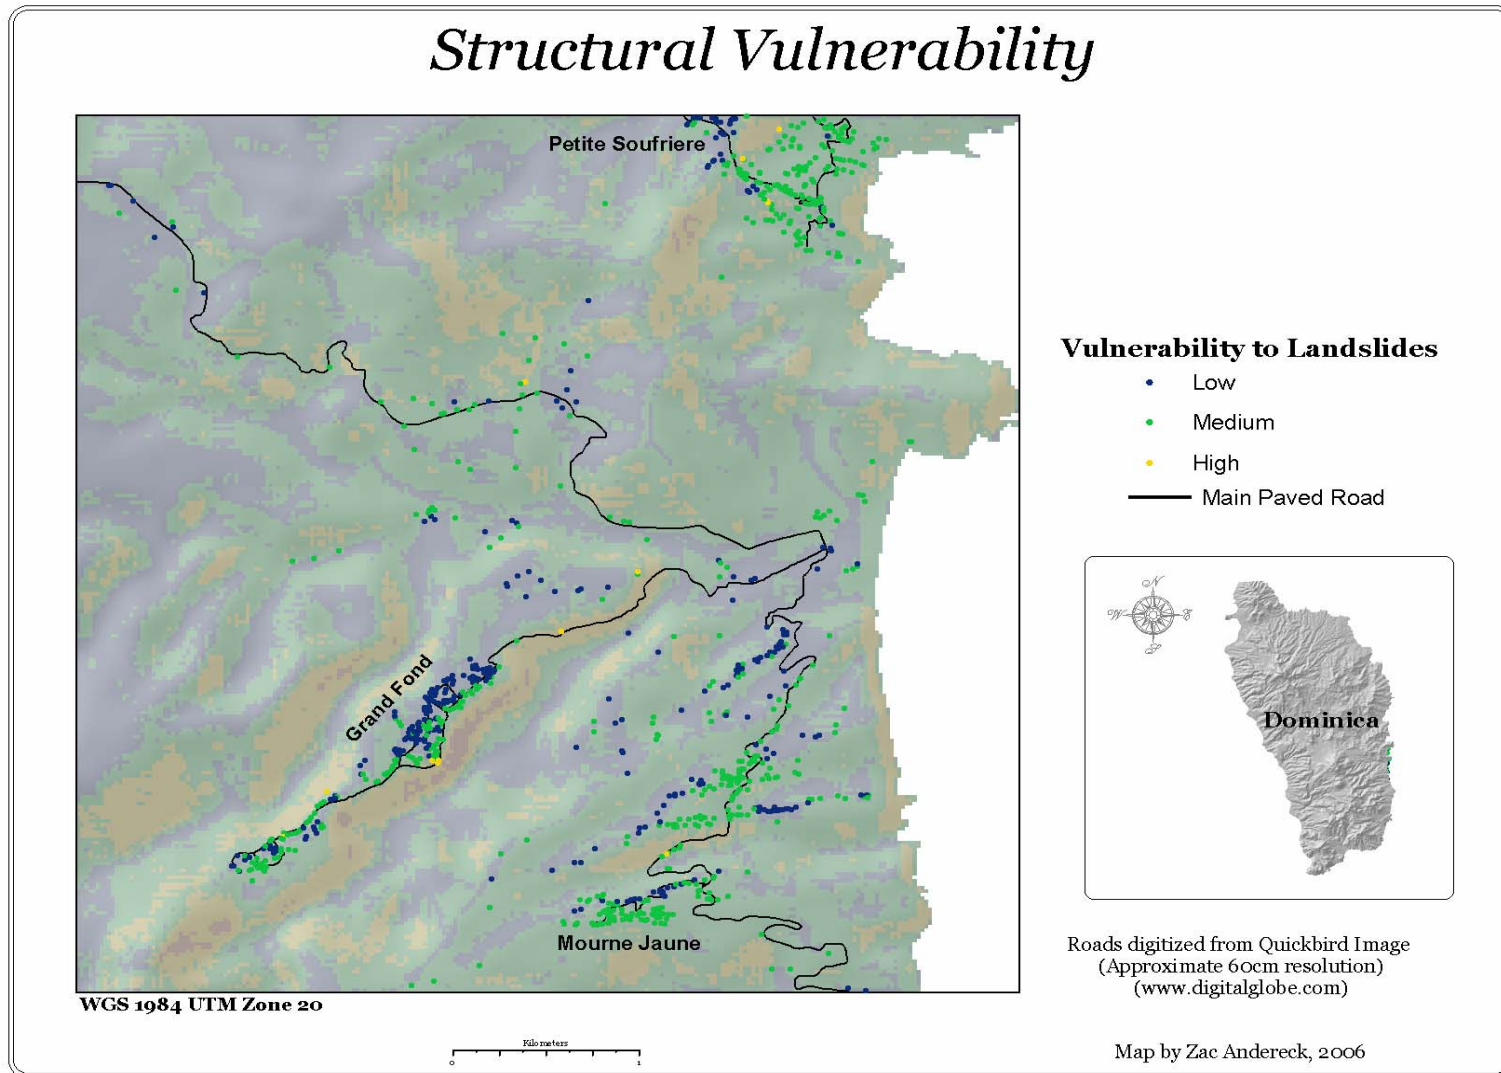 Structural Vulnerability
Petite Soufriere
Grand Fond
Mourne Jaune
WGS 1984 UTM Zone 20
Kilometers
0 1
Vulnerability to Landslides
Low
Medium
High
Main Paved Road
N
W E
S
Dominica
Roads digitized from Quickbird Image
(Approximate 60cm resolution)
(www.digitalglobe.com)
Map by Zac Andereck, 2006